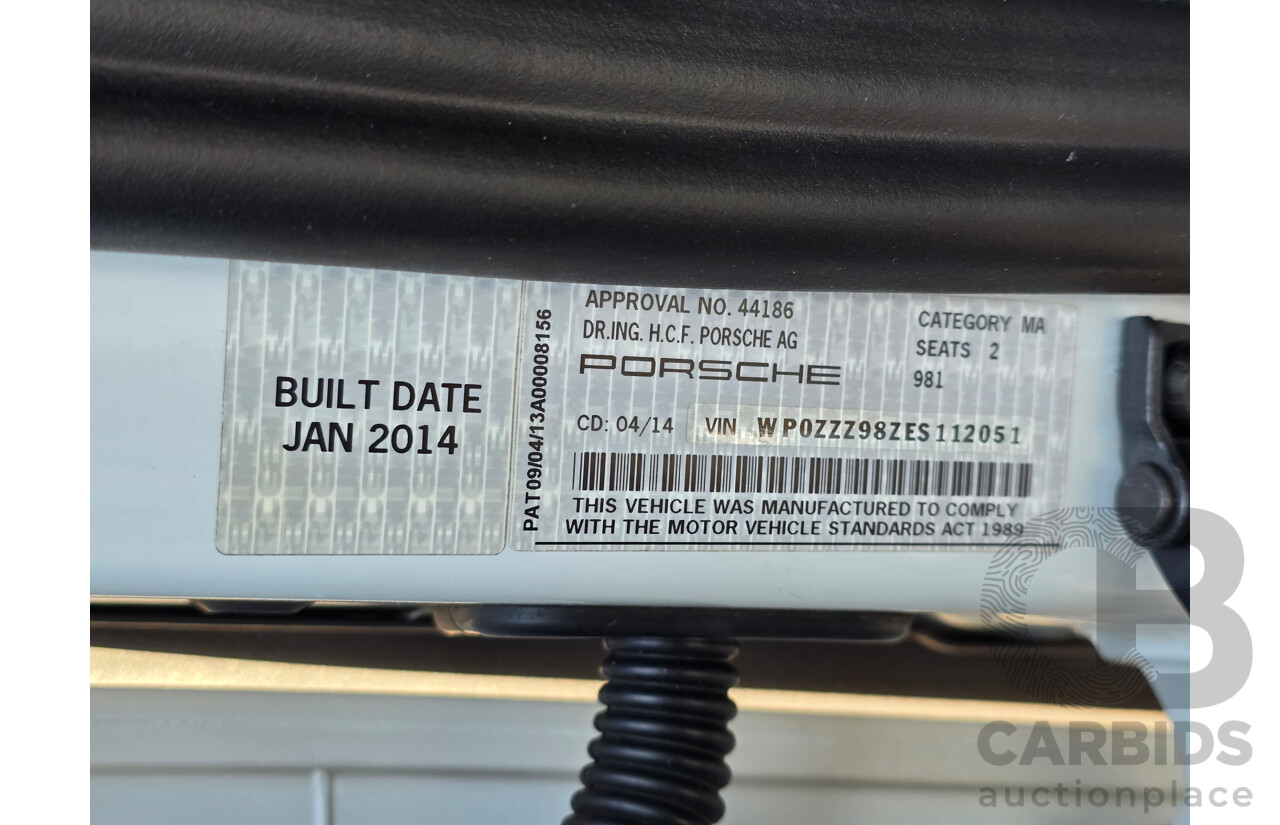 BUILT DATE
JAN 2014
PAT09/04/13A00008156
APPROVAL NO. 44186
DR.ING. H.C.F. PORSCHE AG
PORSCHE
CATEGORY MA
SEATS 2
981
CD: 04/14 VIN WP0ZZZ98ZES112051
THIS VEHICLE WAS MANUFACTURED TO COMPLY
WITH THE MOTOR VEHICLE STANDARDS ACT 1989
CB
CARBIDS
auctionplace